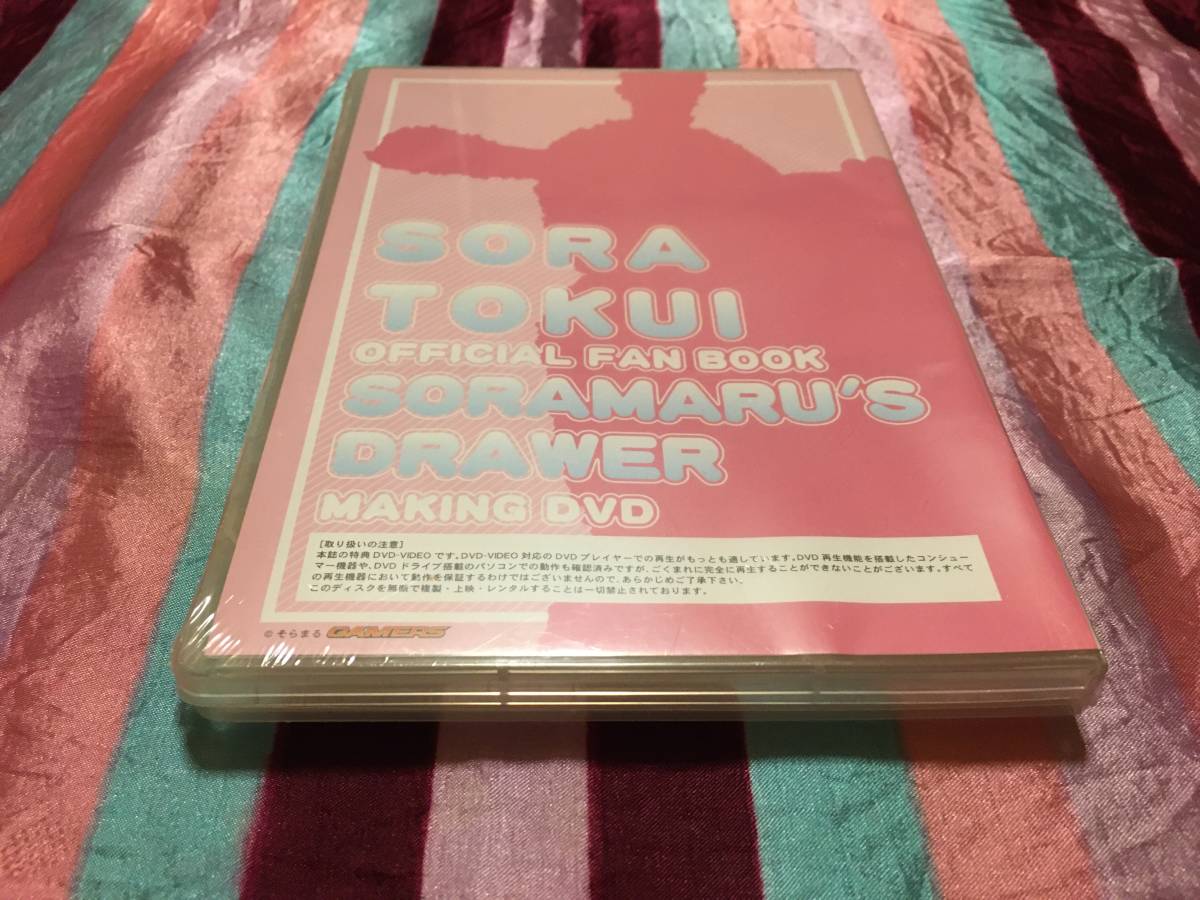 SORA
TOKUI
OFFICIAL FAN BOOK
SORAMARU'S
DRAWER
MAKING DVD
[取り扱いの注意]
本誌の特典DVD-VIDEOです。DVD-VIDEO対応のDVDプレイヤーでの再生がもっとも適しています。DVD再生機能を搭載したコンシュー
マー機器や、DVDドライブ搭載のパソコンでの動作も確認済みですが、ごくまれに完全に再生することができないことがございます。すべて
の再生機器において動作を保証するわけではございませんので、あらかじめご了承下さい、
このディスクを無断で複製・上映・レンタルすることは一切禁止されております。
©そらまる GAMERS